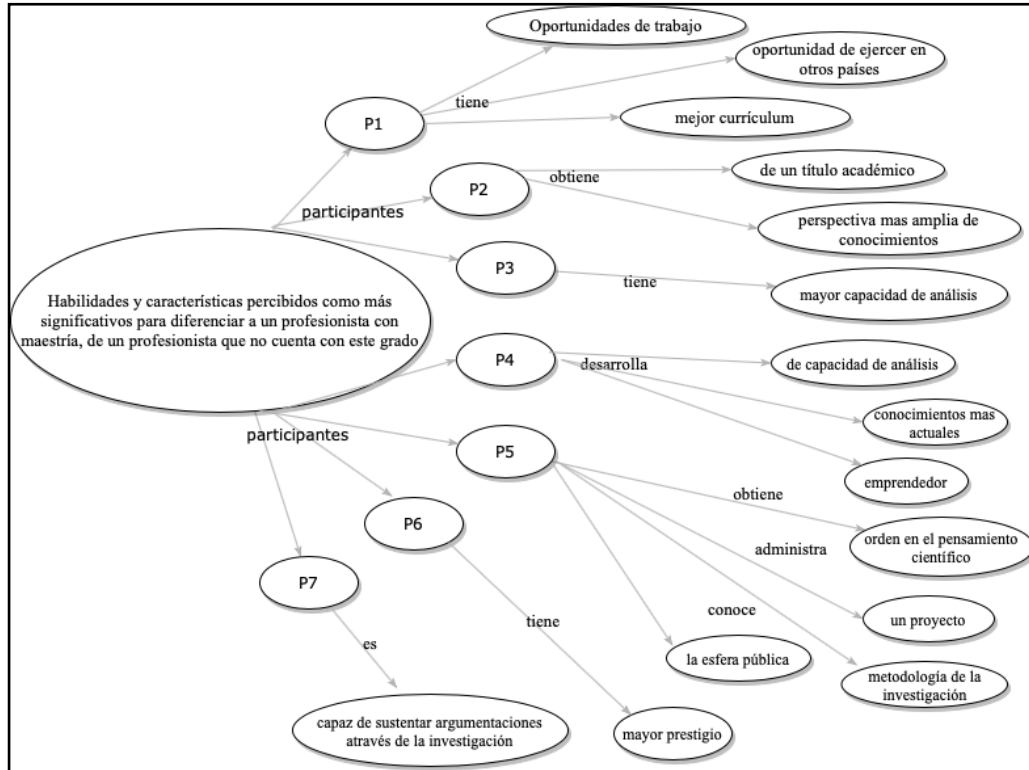 Oportunidades de trabajo
oportunidad de ejercer en
otros países
tiene
P1
mejor currículum
P2
obtiene
de un título académico
participantes
perspectiva mas amplia de
conocimientos
P3
tiene
mayor capacidad de análisis
Habilidades y características percibidos como más
significativos para diferenciar a un profesionista con
maestría, de un profesionista que no cuenta con este grado
P4
desarrolla
de capacidad de análisis
conocimientos mas
actuales
participantes
P5
emprendedor
obtiene
orden en el pensamiento
científico
P6
administra
P7
un proyecto
conoce
tiene
es
la esfera pública
metodología de la
investigación
capaz de sustentar argumentaciones
através de la investigación
mayor prestigio